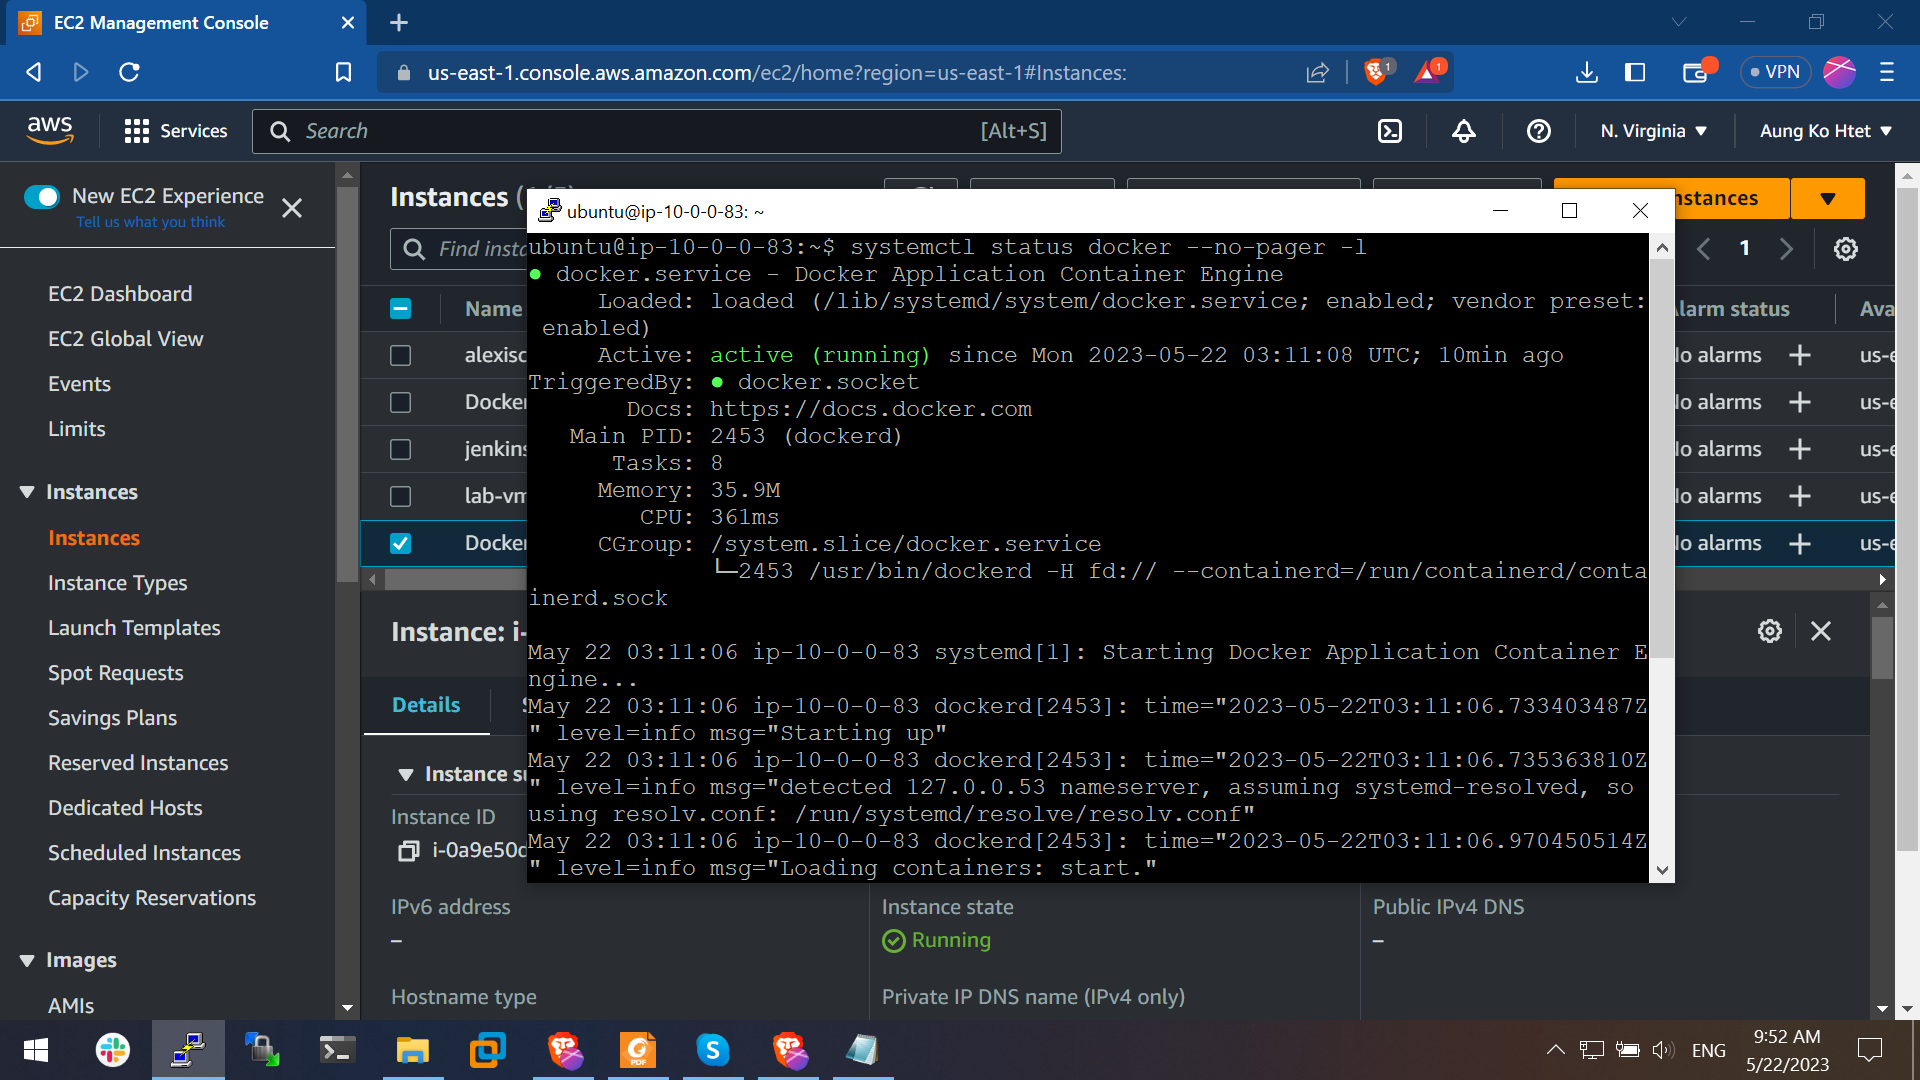 EC2 Management Console
us-east-1.console.aws.amazon.com/ec2/home?region=us-east-1#Instances:
1
1
VPN
aws
Services
Search
[Alt+S]
N. Virginia
Aung Ko Htet
New EC2 Experience
Tell us what you think
EC2 Dashboard
EC2 Global View
Events
Limits
Instances
Instances
Instance Types
Launch Templates
Spot Requests
Savings Plans
Reserved Instances
Dedicated Hosts
Scheduled Instances
Capacity Reservations
Images
AMIs
Instances
nstances
Find insta
1
Name
larm status
Ava
alexisc
lo alarms
us-e
Docker
lo alarms
us-e
jenkins
lo alarms
us-e
lab-vm
lo alarms
us-e
Docker
lo alarms
us-e
ubuntu@ip-10-0-0-83: ~
ubuntu@ip-10-0-0-83:~$ systemctl status docker --no-pager -l
● docker.service - Docker Application Container Engine
Loaded: loaded (/lib/systemd/system/docker.service; enabled; vendor preset:
enabled)
Active: active (running) since Mon 2023-05-22 03:11:08 UTC; 10min ago
TriggeredBy: ● docker.socket
Docs: https://docs.docker.com
Main PID: 2453 (dockerd)
Tasks: 8
Memory: 35.9M
CPU: 361ms
CGroup: /system.slice/docker.service
└─2453 /usr/bin/dockerd -H fd:// --containerd=/run/containerd/conta
inerd.sock
May 22 03:11:06 ip-10-0-0-83 systemd[1]: Starting Docker Application Container E
ngine...
May 22 03:11:06 ip-10-0-0-83 dockerd[2453]: time="2023-05-22T03:11:06.733403487Z
" level=info msg="Starting up"
May 22 03:11:06 ip-10-0-0-83 dockerd[2453]: time="2023-05-22T03:11:06.735363810Z
" level=info msg="detected 127.0.0.53 nameserver, assuming systemd-resolved, so
using resolv.conf: /run/systemd/resolve/resolv.conf"
May 22 03:11:06 ip-10-0-0-83 dockerd[2453]: time="2023-05-22T03:11:06.970450514Z
" level=info msg="Loading containers: start."
Instance: i-
Details
Instance su
Instance ID
i-0a9e50d
IPv6 address
–
Instance state
Running
Public IPv4 DNS
–
Hostname type
Private IP DNS name (IPv4 only)
PDF
S
ENG
9:52 AM
5/22/2023